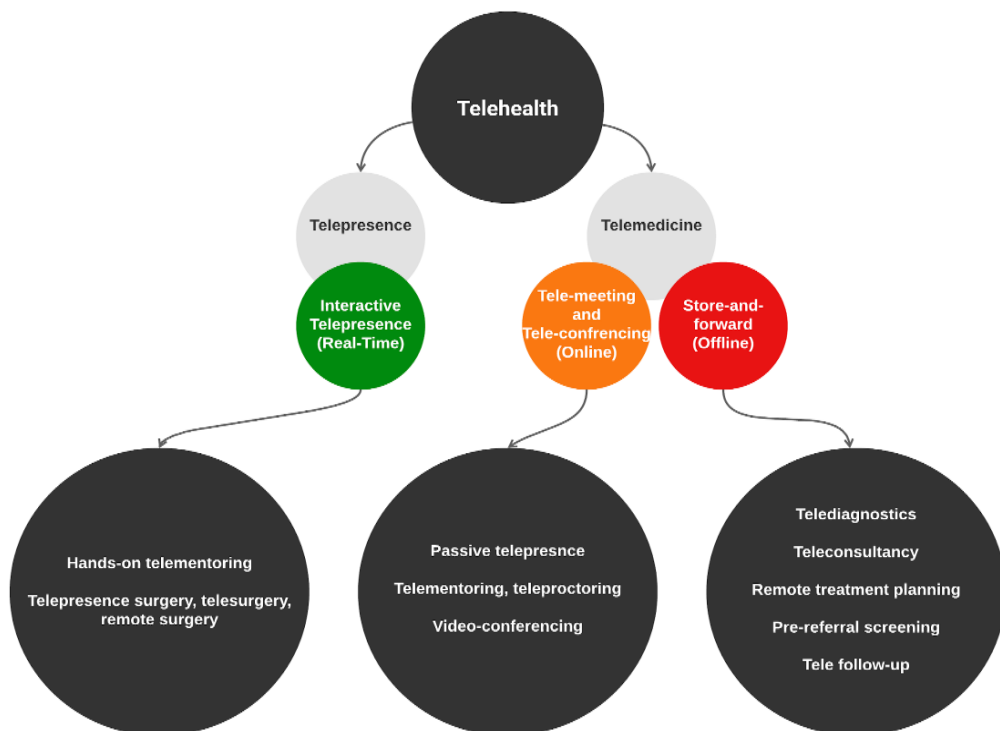 Telehealth
Telepresence
Telemedicine
Interactive
Telepresence
(Real-Time)
Tele-meeting
and
Tele-confrencing
(Online)
Store-and-
forward
(Offline)
Hands-on telementoring
Telepresence surgery, telesurgery,
remote surgery
Passive telepresnce
Telementoring, teleproctoring
Video-conferencing
Telediagnostics
Teleconsultancy
Remote treatment planning
Pre-referral screening
Tele follow-up